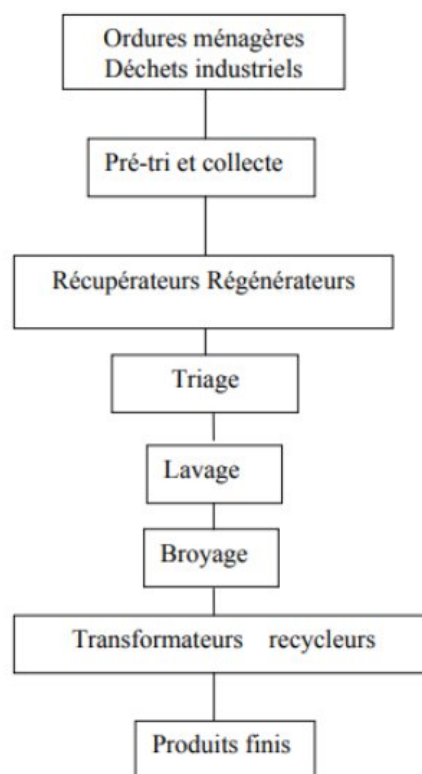 Ordures ménagères
Déchets industriels
Pré-tri et collecte
Récupérateurs Régénérateurs
Triage
Lavage
Broyage
Transformateurs recycleurs
Produits finis